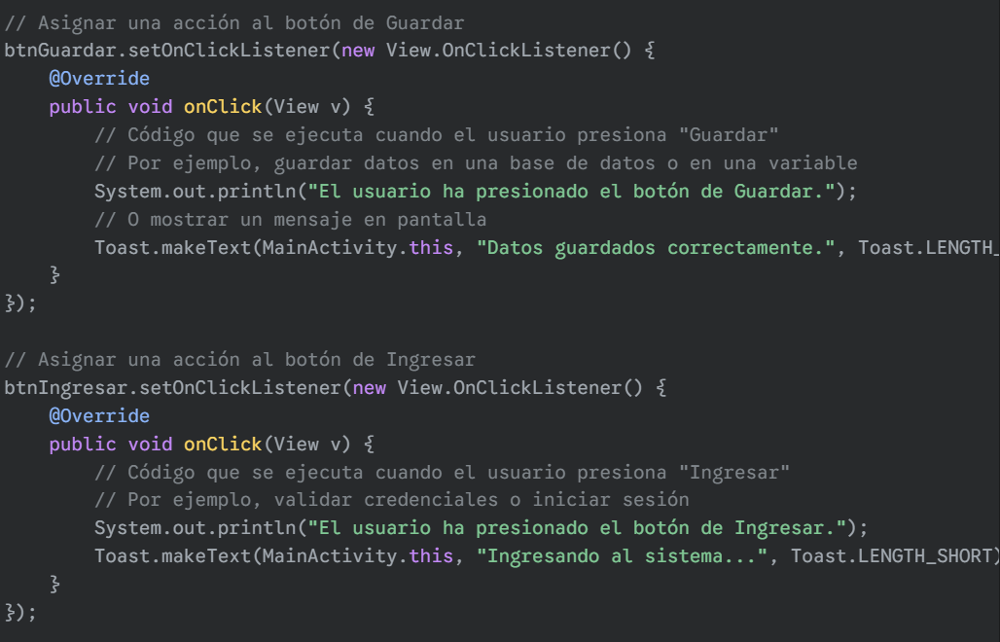 // Asignar una acción al botón de Guardar
btnGuardar.setOnClickListener(new View.OnClickListener() {
    @Override
    public void onClick(View v) {
        // Código que se ejecuta cuando el usuario presiona "Guardar"
        // Por ejemplo, guardar datos en una base de datos o en una variable
        System.out.println("El usuario ha presionado el botón de Guardar.");
        // O mostrar un mensaje en pantalla
        Toast.makeText(MainActivity.this, "Datos guardados correctamente.", Toast.LENGTH_
    }
});

// Asignar una acción al botón de Ingresar
btnIngresar.setOnClickListener(new View.OnClickListener() {
    @Override
    public void onClick(View v) {
        // Código que se ejecuta cuando el usuario presiona "Ingresar"
        // Por ejemplo, validar credenciales o iniciar sesión
        System.out.println("El usuario ha presionado el botón de Ingresar.");
        Toast.makeText(MainActivity.this, "Ingresando al sistema...", Toast.LENGTH_SHORT)
    }
});